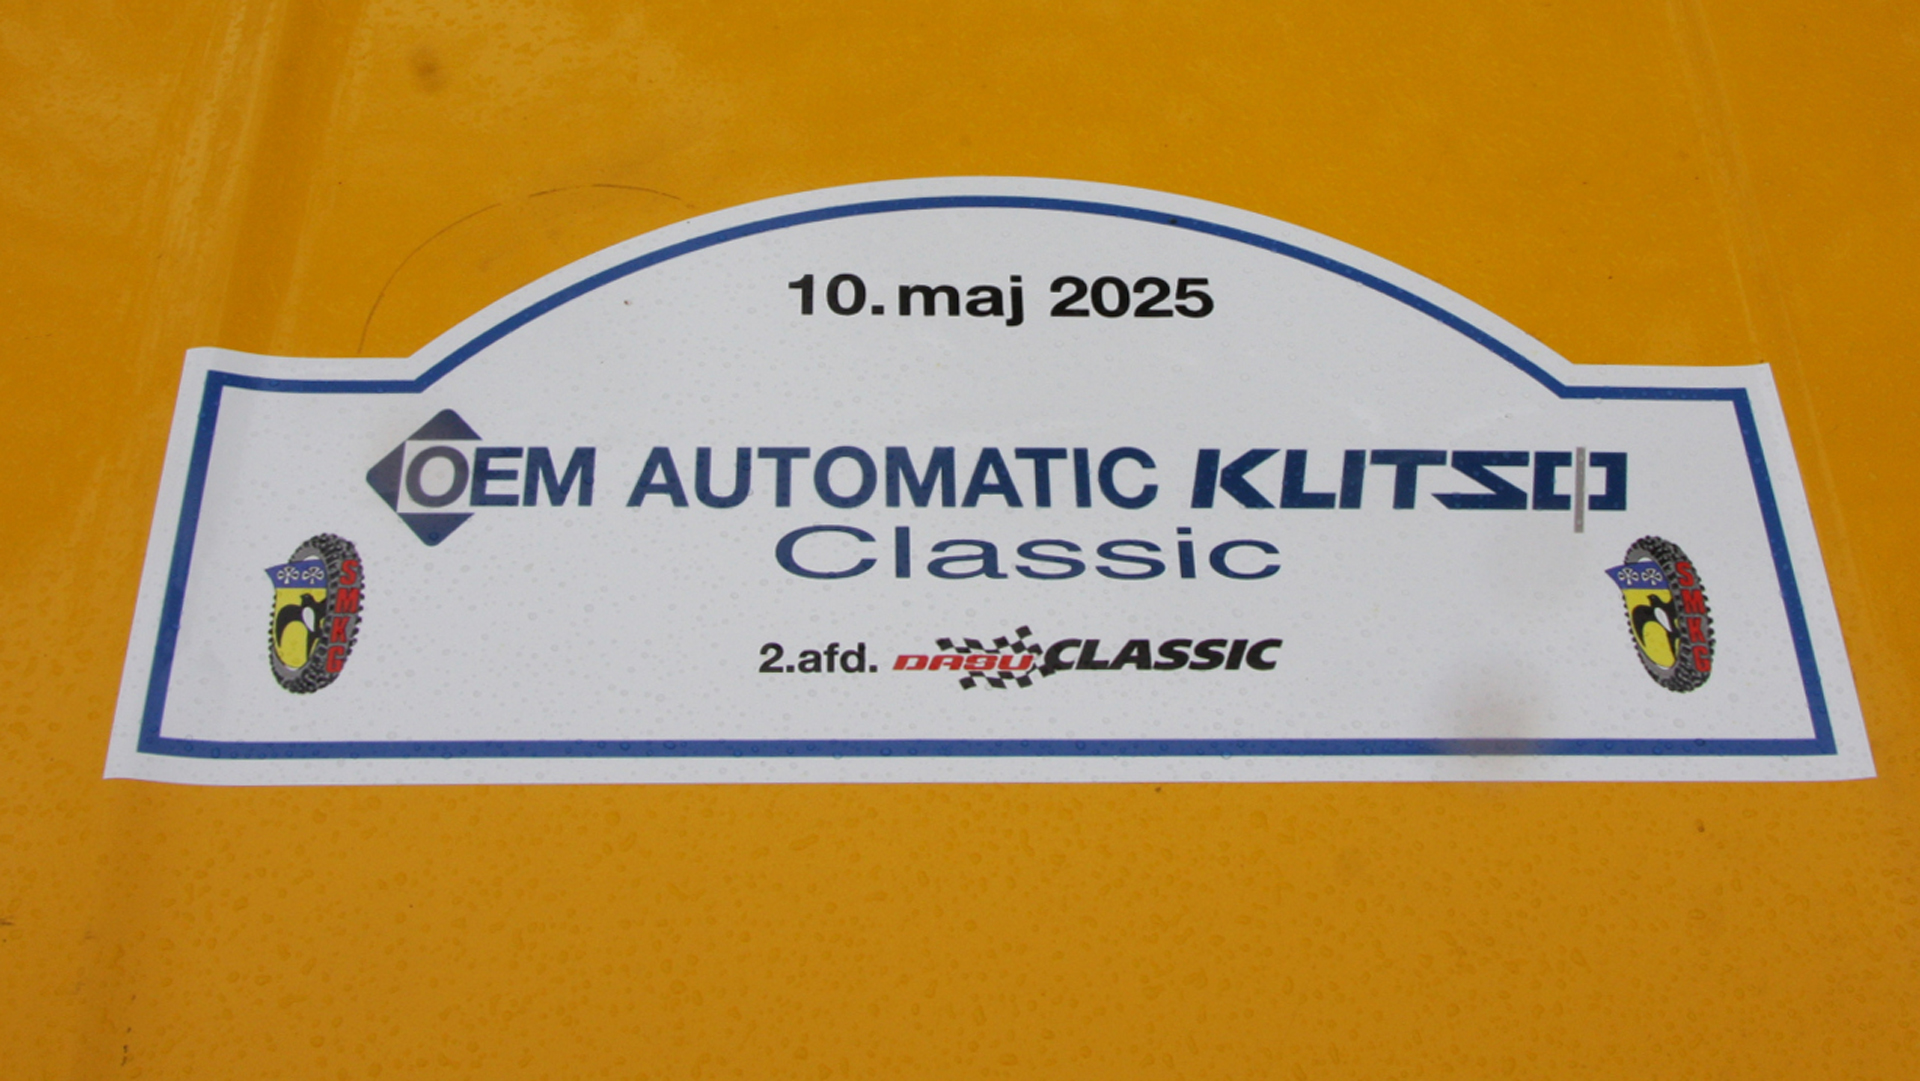 10. maj 2025
OEM AUTOMATIC KLITSØ
Classic
SMKG
SMKG
2.afd. DASU CLASSIC